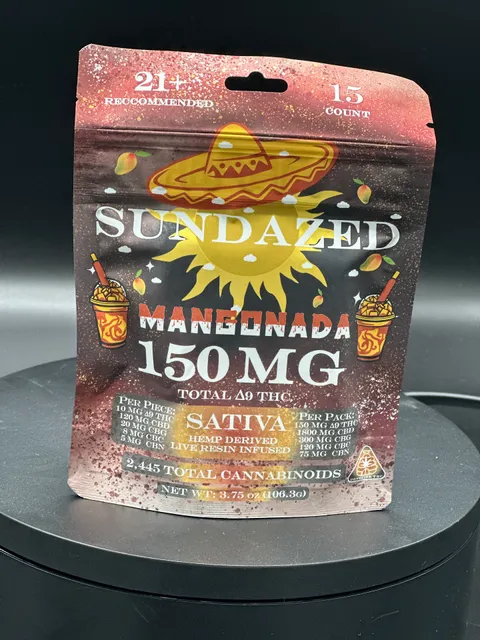 21+
RECCOMMENDED
15
COUNT
SUNDAZED
MANGONADA
150 MG
TOTAL Δ9 THC
PER PIECE:
10 MG Δ9 THC
120 MG CBD
20 MG CBG
8 MG CBC
5 MG CBN
SATIVA
HEMP DERIVED
LIVE RESIN INFUSED
PER PACK:
150 MG Δ9 THC
1800 MG CBD
300 MG CBG
120 MG CBC
75 MG CBN
2,445 TOTAL CANNABINOIDS
NET WT: 3.75 oz (106.3g)